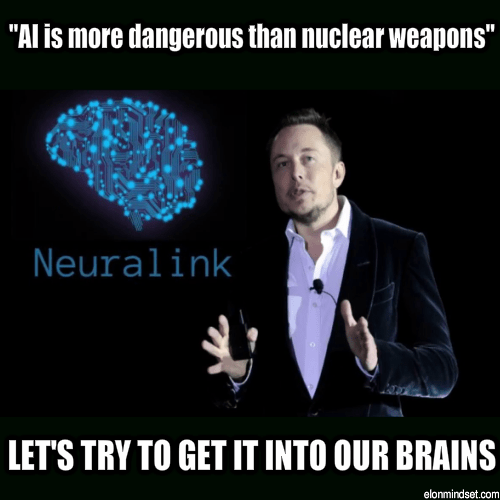 "AI is more dangerous than nuclear weapons"
Neuralink
LET'S TRY TO GET IT INTO OUR BRAINS
elonmindset.com